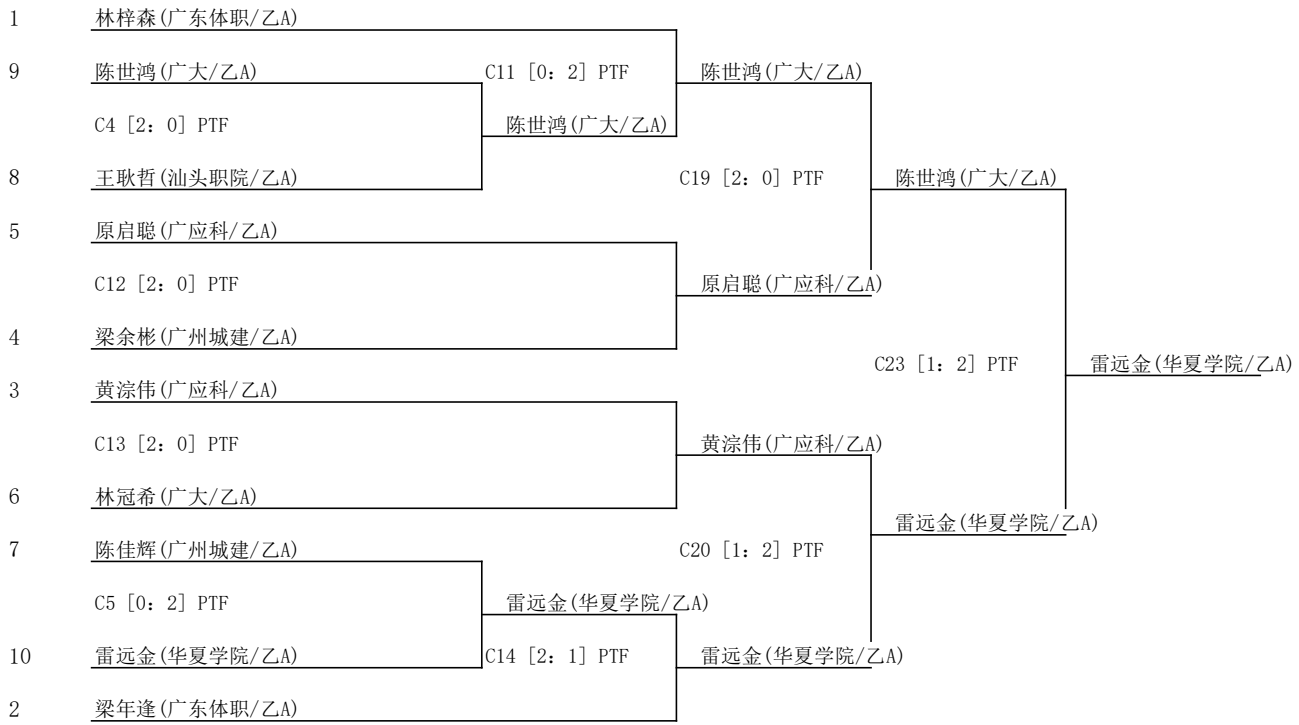 1 林梓森(广东体职/乙A)
9 陈世鸿(广大/乙A) C11 [0: 2] PTF 陈世鸿(广大/乙A)
C4 [2: 0] PTF 陈世鸿(广大/乙A)
8 王耿哲(汕头职院/乙A) C19 [2: 0] PTF 陈世鸿(广大/乙A)
5 原启聪(广应科/乙A)
C12 [2: 0] PTF 原启聪(广应科/乙A)
4 梁余彬(广州城建/乙A)
C23 [1: 2] PTF 雷远金(华夏学院/乙A)
3 黄淙伟(广应科/乙A)
C13 [2: 0] PTF 黄淙伟(广应科/乙A)
6 林冠希(广大/乙A)
雷远金(华夏学院/乙A)
7 陈佳辉(广州城建/乙A) C20 [1: 2] PTF
C5 [0: 2] PTF 雷远金(华夏学院/乙A)
10 雷远金(华夏学院/乙A) C14 [2: 1] PTF 雷远金(华夏学院/乙A)
2 梁年逢(广东体职/乙A)